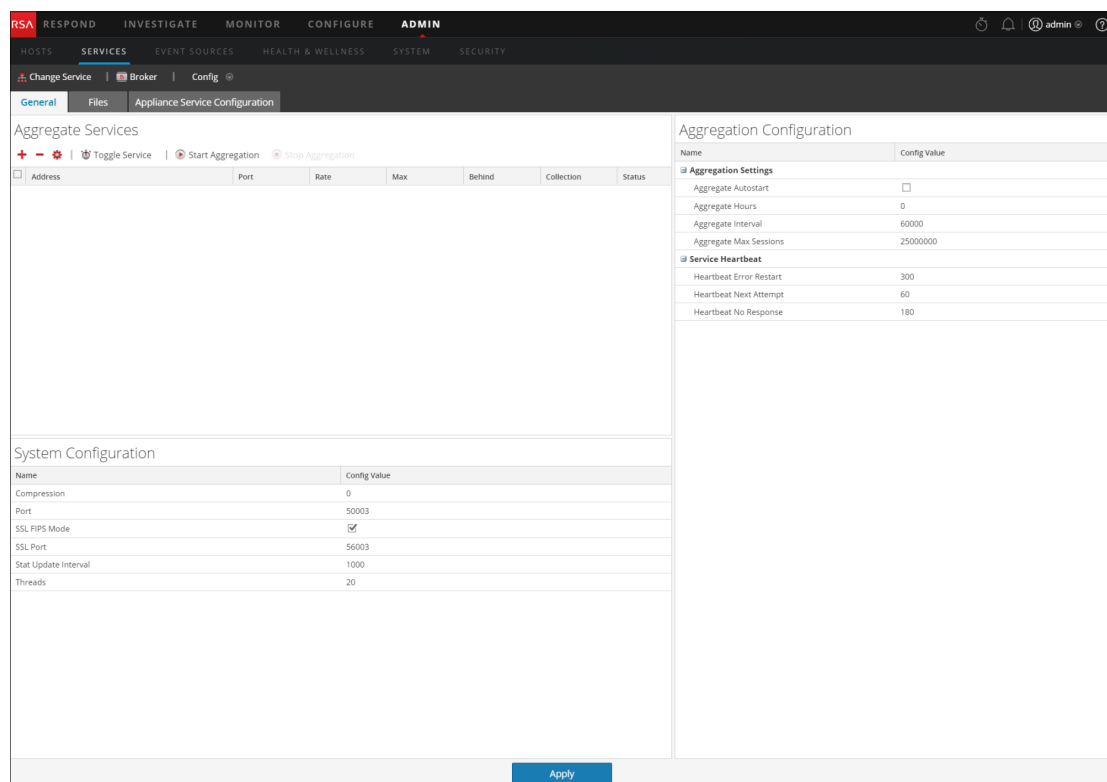 RSA RESPOND INVESTIGATE MONITOR CONFIGURE ADMIN admin ?
HOSTS SERVICES EVENT SOURCES HEALTH & WELLNESS SYSTEM SECURITY
Change Service | Broker | Config
General Files Appliance Service Configuration
Aggregate Services
Toggle Service | Start Aggregation Stop Aggregation
Address Port Rate Max Behind Collection Status
Aggregation Configuration
Name Config Value
Aggregation Settings
Aggregate Autostart
Aggregate Hours 0
Aggregate Interval 60000
Aggregate Max Sessions 25000000
Service Heartbeat
Heartbeat Error Restart 300
Heartbeat Next Attempt 60
Heartbeat No Response 180
System Configuration
Name Config Value
Compression 0
Port 50003
SSL FIPS Mode
SSL Port 56003
Stat Update Interval 1000
Threads 20
Apply